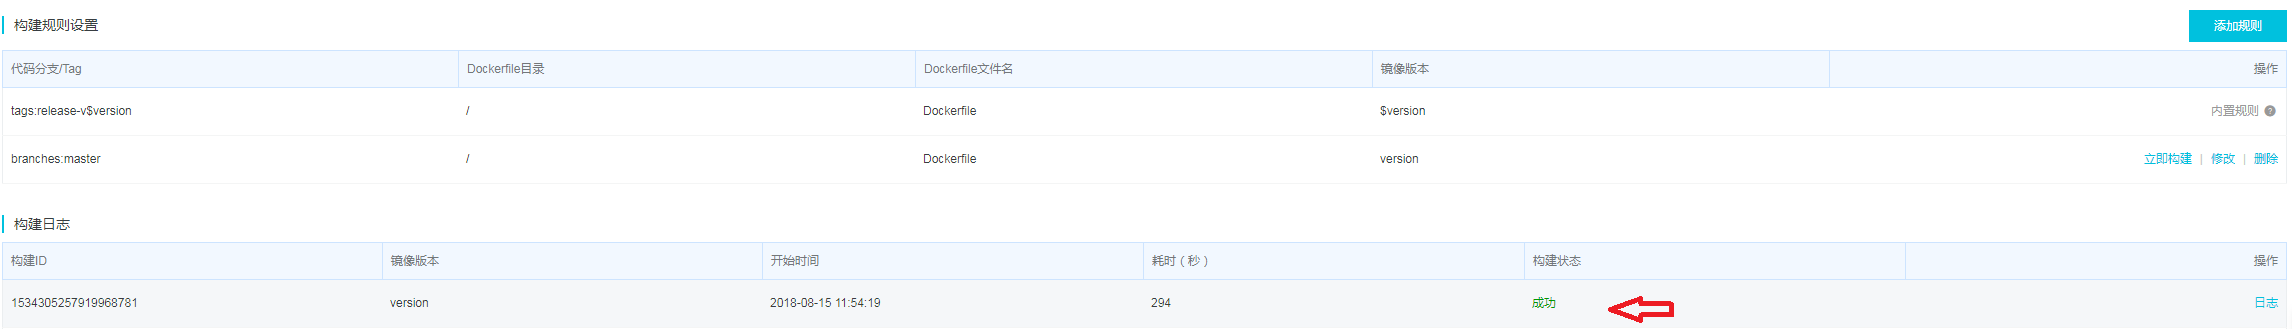 构建规则设置 添加规则
代码分支/Tag Dockerfile目录 Dockerfile文件名 镜像版本 操作
tags:release-v$version / Dockerfile $version 内置规则 ?
branches:master / Dockerfile version 立即构建 | 修改 | 删除
构建日志
构建ID 镜像版本 开始时间 耗时（秒） 构建状态 操作
1534305257919968781 version 2018-08-15 11:54:19 294 成功 日志